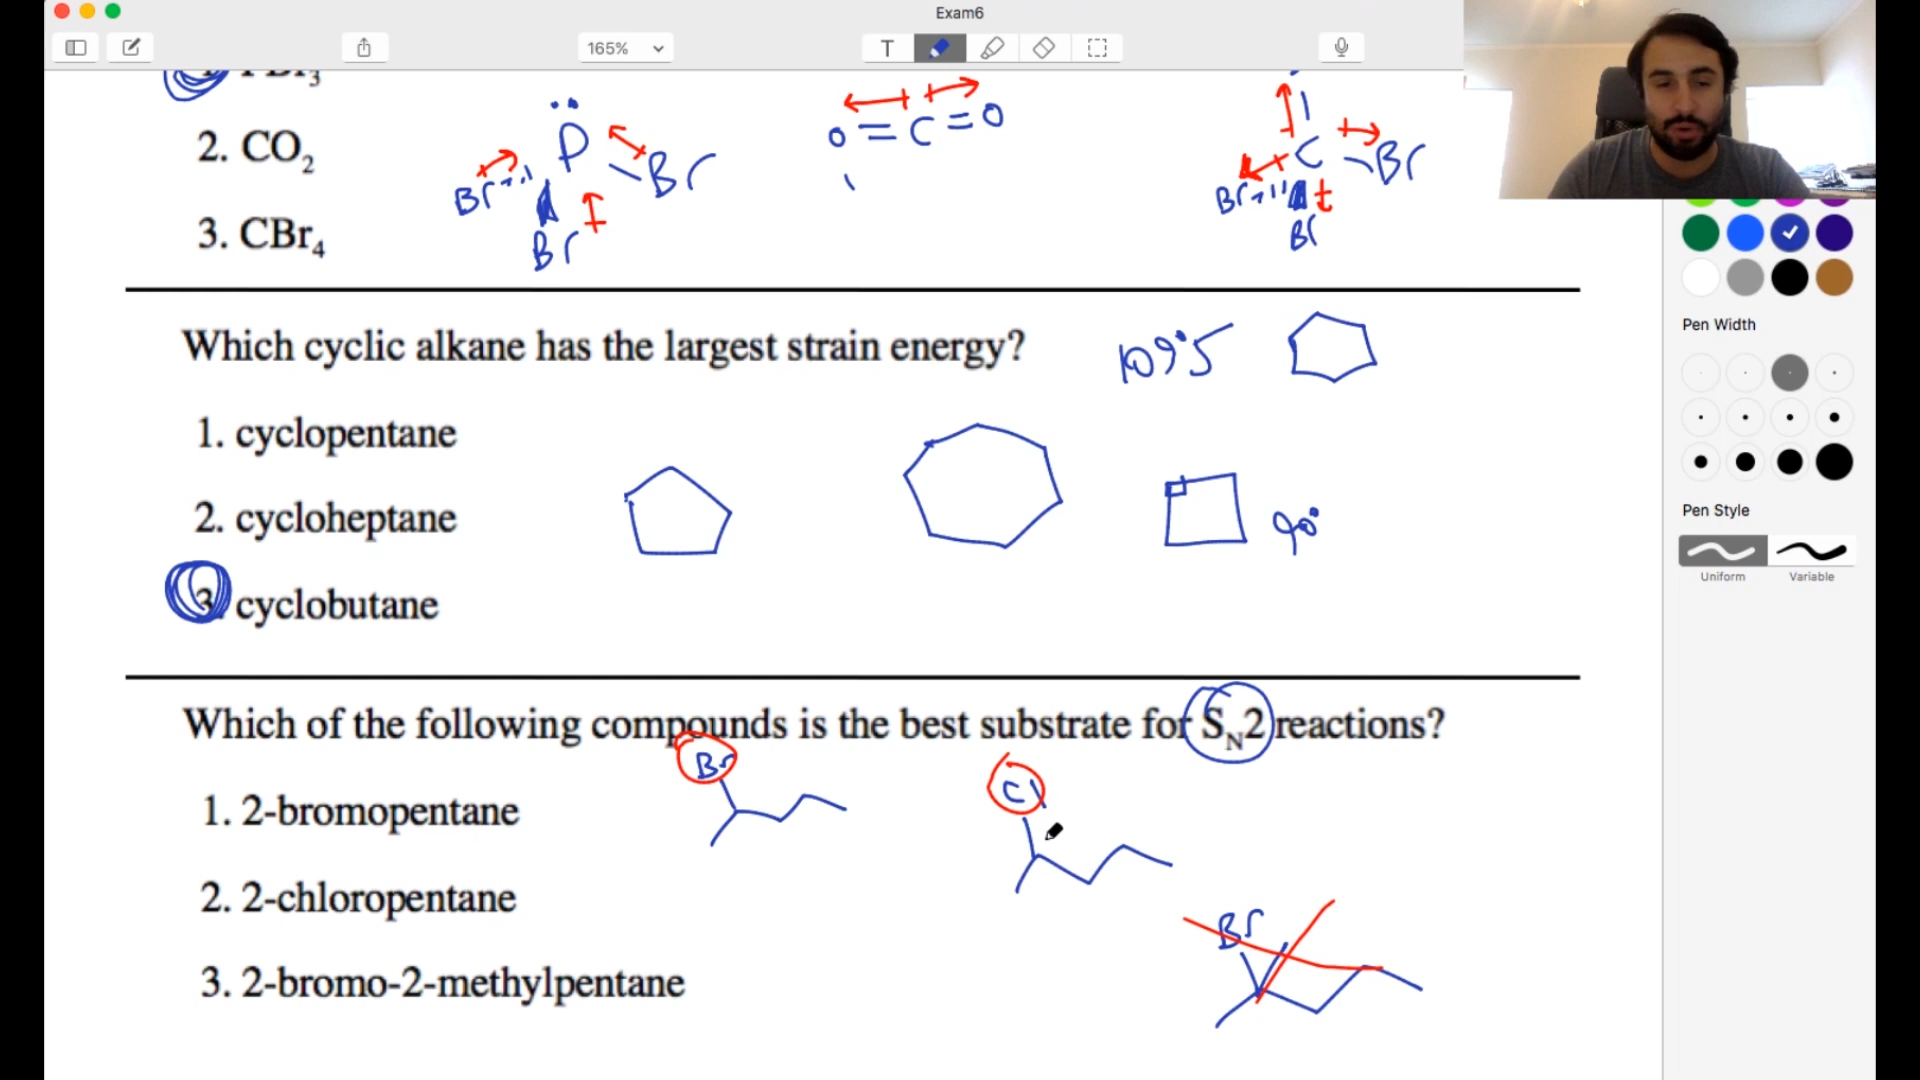 Exam6
165%
T
1. PBr3
2. CO2
3. CBr4
P
Br
Br
Br
O = C = O
C
Br
Br
Br
Which cyclic alkane has the largest strain energy?
109°5
1. cyclopentane
2. cycloheptane
3. cyclobutane
90°
Which of the following compounds is the best substrate for SN2 reactions?
Br
Cl
1. 2-bromopentane
2. 2-chloropentane
Br
3. 2-bromo-2-methylpentane
Pen Width
Pen Style
Uniform
Variable